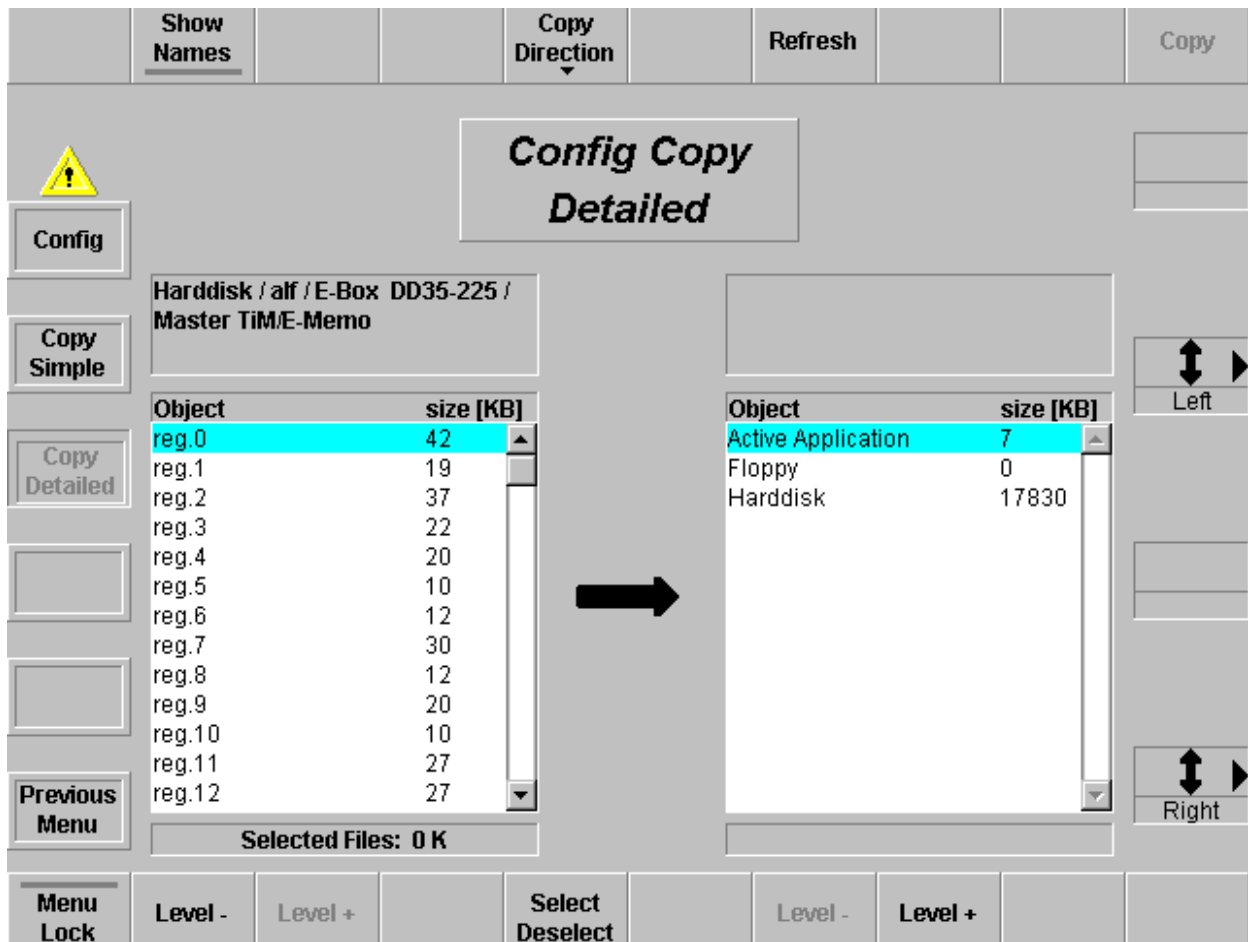 Show
Names
Copy
Direction
Refresh
Copy
Config Copy
Detailed
Config
Copy
Simple
Copy
Detailed
Previous
Menu
Harddisk / alf / E-Box DD35-225 /
Master TiM/E-Memo
Object size [KB]
reg.0 42
reg.1 19
reg.2 37
reg.3 22
reg.4 20
reg.5 10
reg.6 12
reg.7 30
reg.8 12
reg.9 20
reg.10 10
reg.11 27
reg.12 27
Selected Files: 0 K
Object size [KB]
Active Application 7
Floppy 0
Harddisk 17830
Left
Right
Menu
Lock
Level -
Level +
Select
Deselect
Level -
Level +